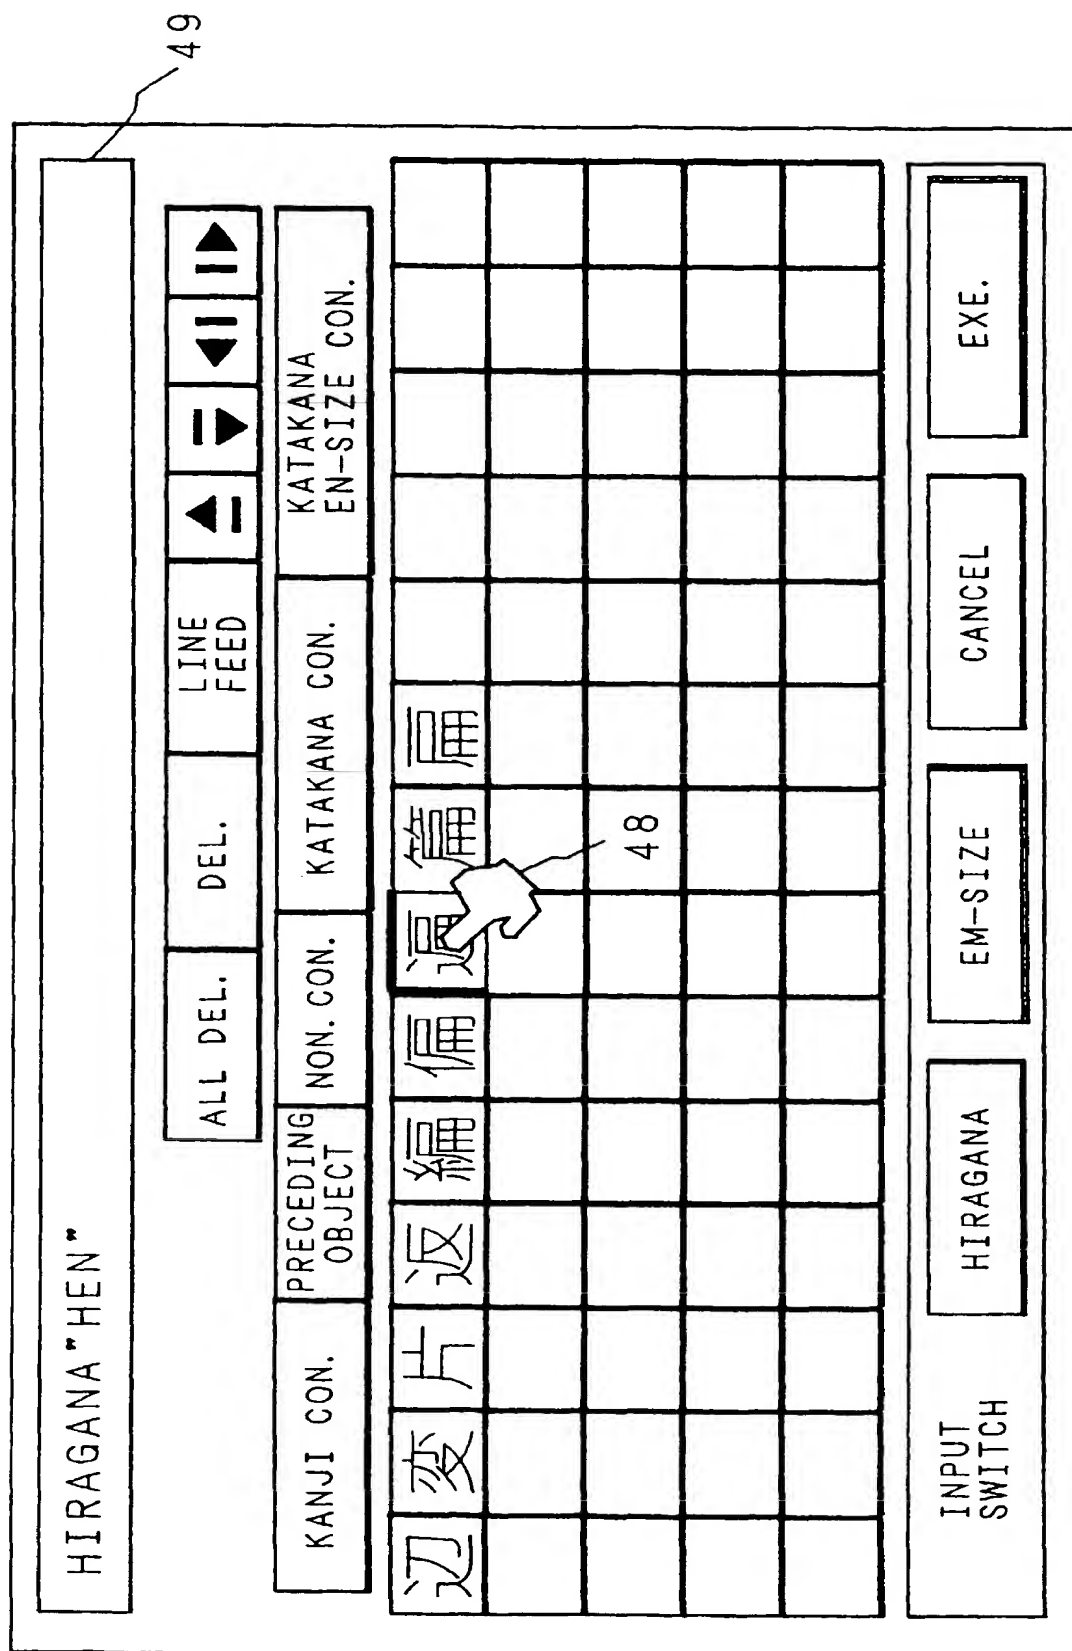 49
HIRAGANA"HEN"
ALL DEL.
DEL.
LINE
FEED
KANJI CON.
PRECEDING
OBJECT
NON. CON.
KATAKANA CON.
KATAKANA
EN-SIZE CON.
辺 変 片 返 編 偏 遍 篇 扁
48
INPUT
SWITCH
HIRAGANA
EM-SIZE
CANCEL
EXE.